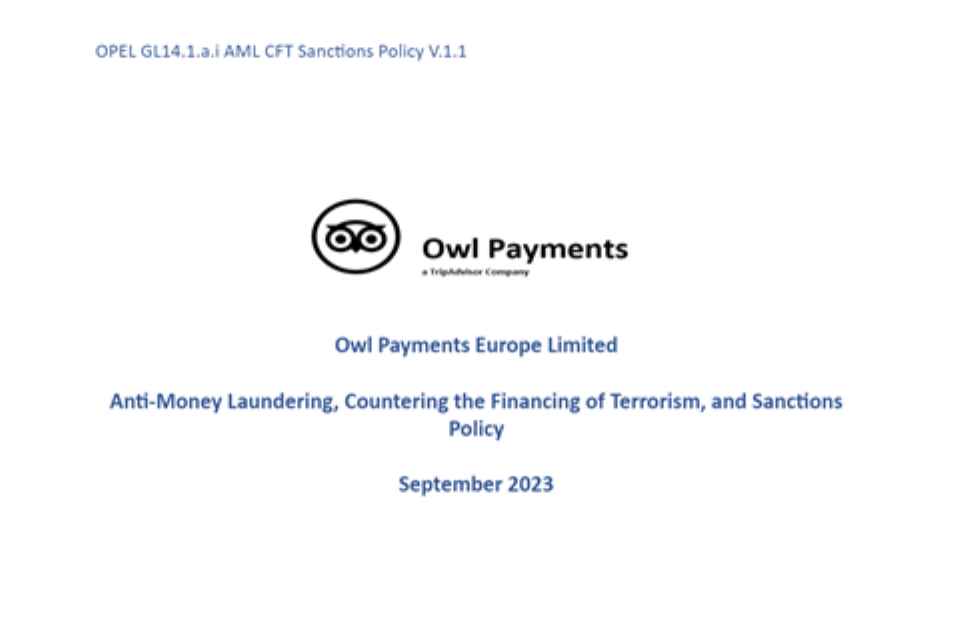 OPEL GL14.1.a.i AML CFT Sanctions Policy V.1.1
Owl Payments
a TripAdvisor Company
Owl Payments Europe Limited
Anti-Money Laundering, Countering the Financing of Terrorism, and Sanctions
Policy
September 2023